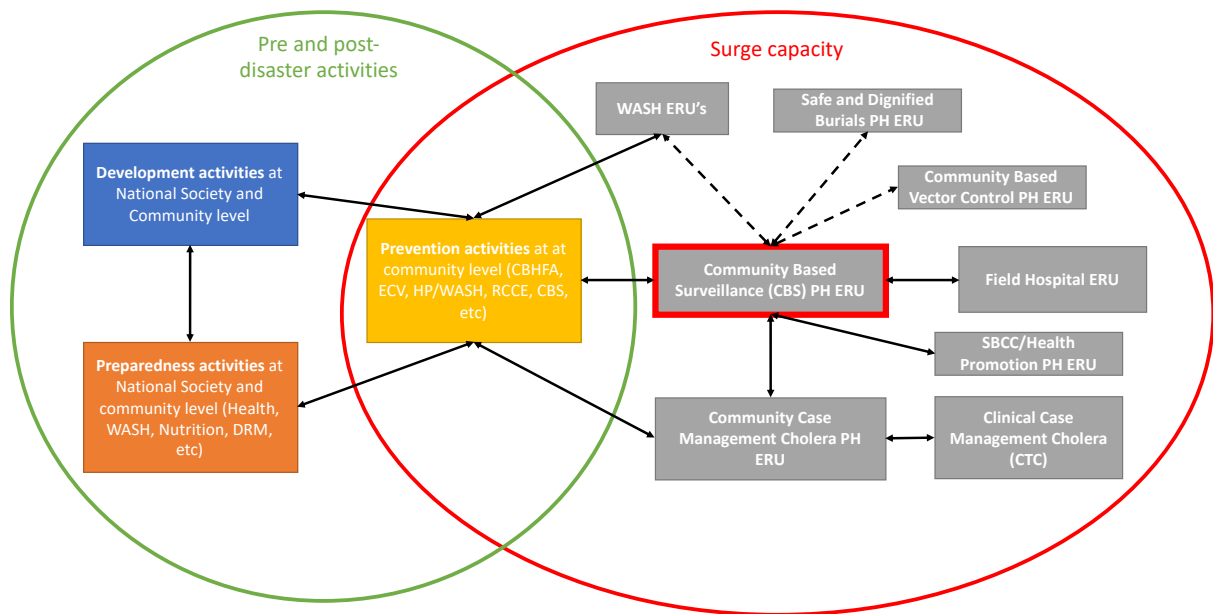 Pre and post-
disaster activities
Surge capacity
WASH ERU's
Safe and Dignified
Burials PH ERU
Community Based
Vector Control PH ERU
Development activities at
National Society and
Community level
Prevention activities at at
community level (CBHFA,
ECV, HP/WASH, RCCE, CBS,
etc)
Community Based
Surveillance (CBS) PH ERU
Field Hospital ERU
SBCC/Health
Promotion PH ERU
Preparedness activities at
National Society and
community level (Health,
WASH, Nutrition, DRM,
etc)
Community Case
Management Cholera PH
ERU
Clinical Case
Management Cholera
(CTC)